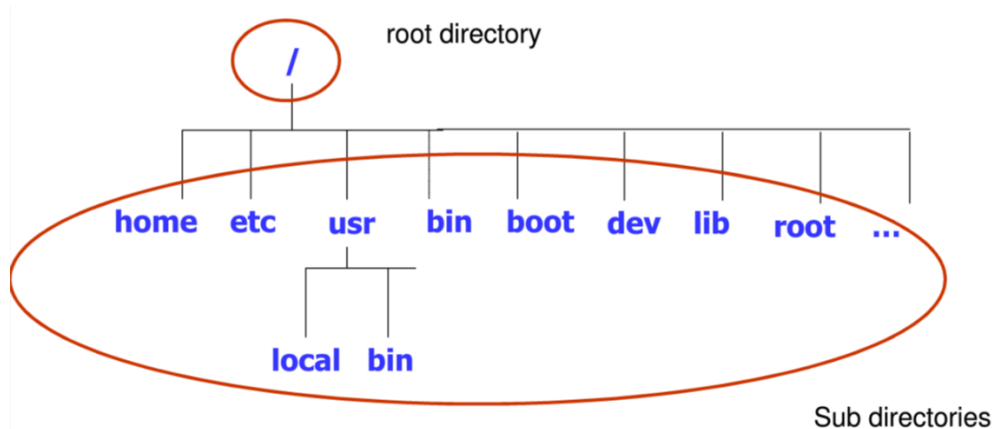 root directory
/
home etc usr bin boot dev lib root ...
local bin
Sub directories